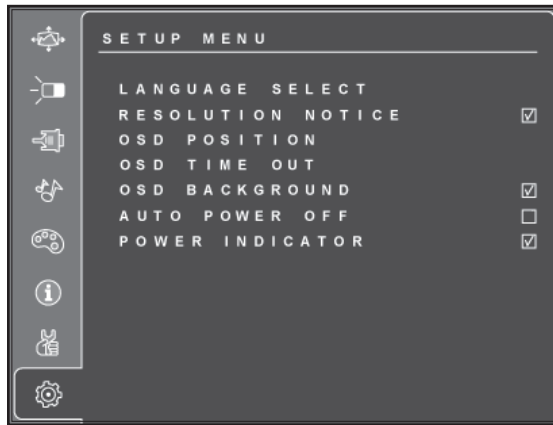 SETUP MENU
LANGUAGE SELECT
RESOLUTION NOTICE
OSD POSITION
OSD TIME OUT
OSD BACKGROUND
AUTO POWER OFF
POWER INDICATOR